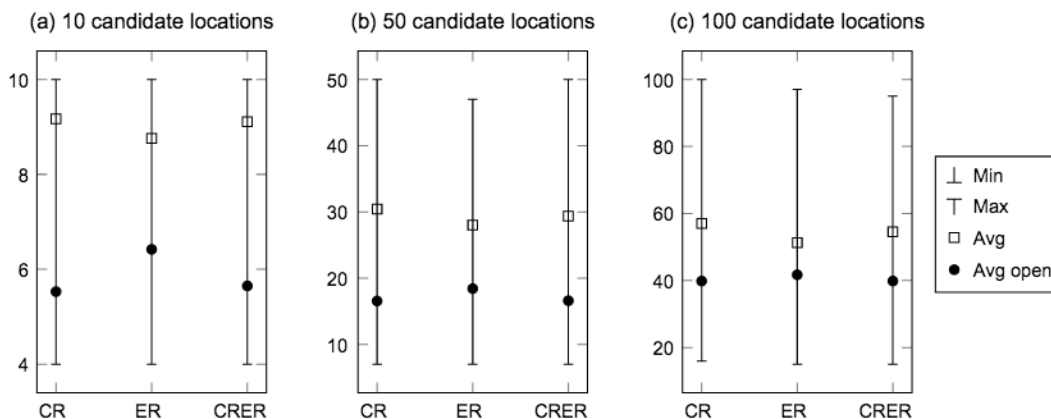 (a) 10 candidate locations
(b) 50 candidate locations
(c) 100 candidate locations
10
8
6
4
CR
ER
CRER
50
40
30
20
10
CR
ER
CRER
100
80
60
40
20
CR
ER
CRER
Min
Max
Avg
Avg open